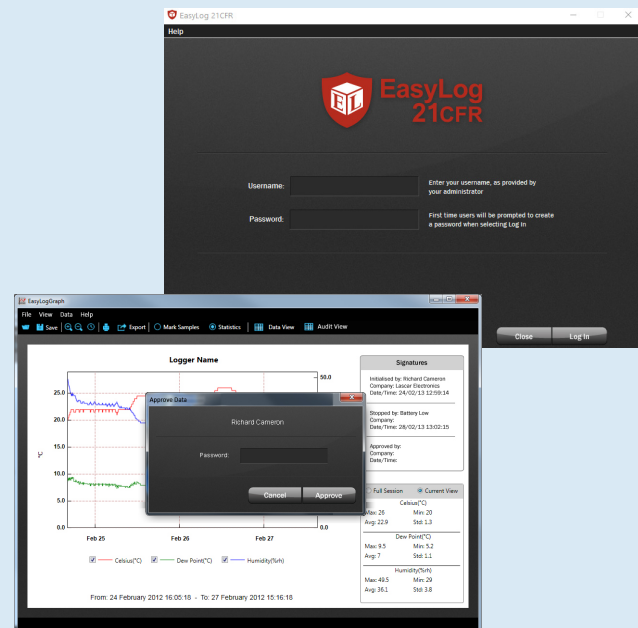 EasyLog 21CFR
Help
EL
EasyLog
21CFR
Username:
Enter your username, as provided by
your administrator
Password:
First time users will be prompted to create
a password when selecting Log in
Close
Log In
EasyLogGraph
File View Data Help
Save Export Mark Samples Statistics Data View Audit View
Logger Name
25.0
20.0
15.0
10.0
5.0
0.0
°C
50.0
0.0
Feb 25
Feb 26
Feb 27
Celsius(°C) Dew Point(°C) Humidity(%rh)
From: 24 February 2012 16:05:18 - To: 27 February 2012 15:16:18
Approve Data
Richard Cameron
Password:
Cancel
Approve
Signatures
Initialised by: Richard Cameron
Company: Lascar Electronics
Date/Time: 24/02/13 12:59:14
Stopped by: Battery Low
Company:
Date/Time: 28/02/13 13:02:15
Approved by:
Company:
Date/Time:
Full Session Current View
Celsius(°C)
Max: 26 Min: 20
Avg: 22.9 Std: 1.3
Dew Point(°C)
Max: 9.5 Min: 5.2
Avg: 7 Std: 1.1
Humidity(%rh)
Max: 49.5 Min: 29
Avg: 36.1 Std: 3.8